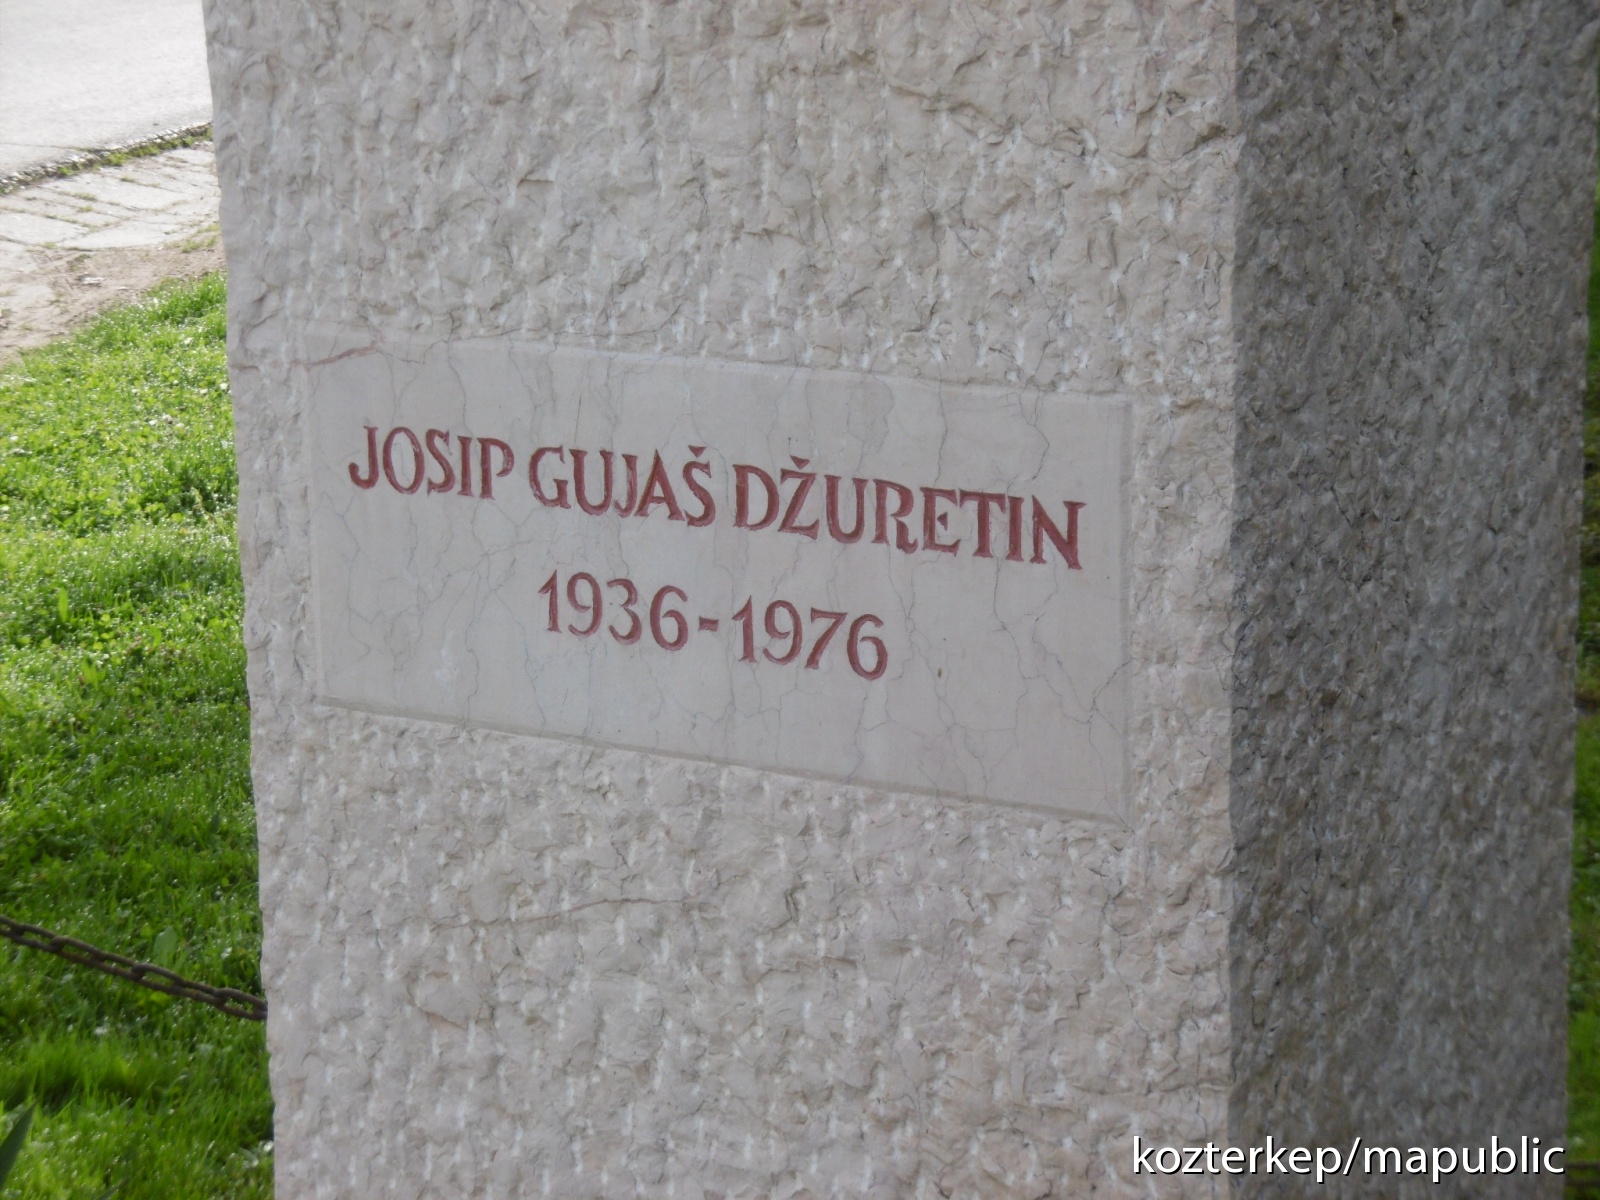 JOSIP GUJAŠ DŽURETIN
1936-1976
kozterkep/mapublic